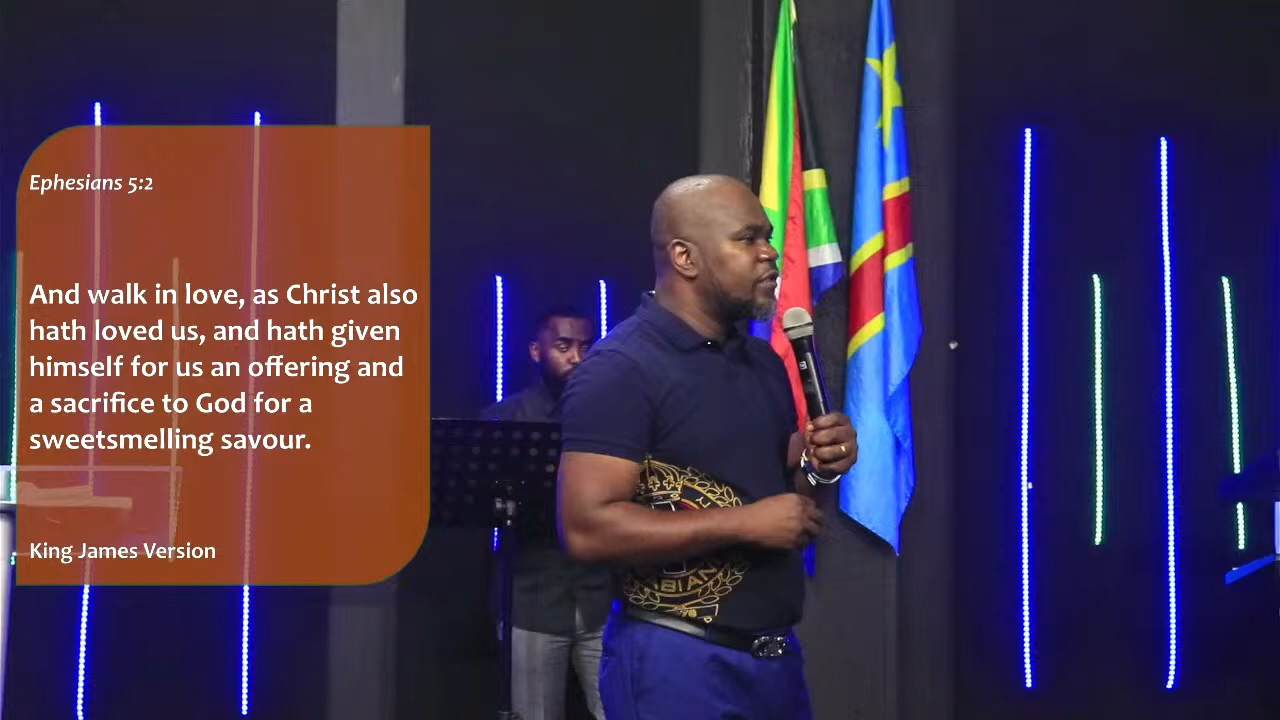 Ephesians 5:2
And walk in love, as Christ also
hath loved us, and hath given
himself for us an offering and
a sacrifice to God for a
sweetsmelling savour.
King James Version